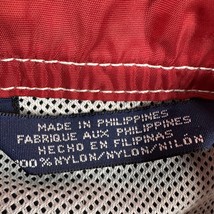 MADE IN PHILIPPINES
FABRIQUE AUX PHILIPPINES
HECHO EN FILIPINAS
100% NYLON/NYLON/NILÓN